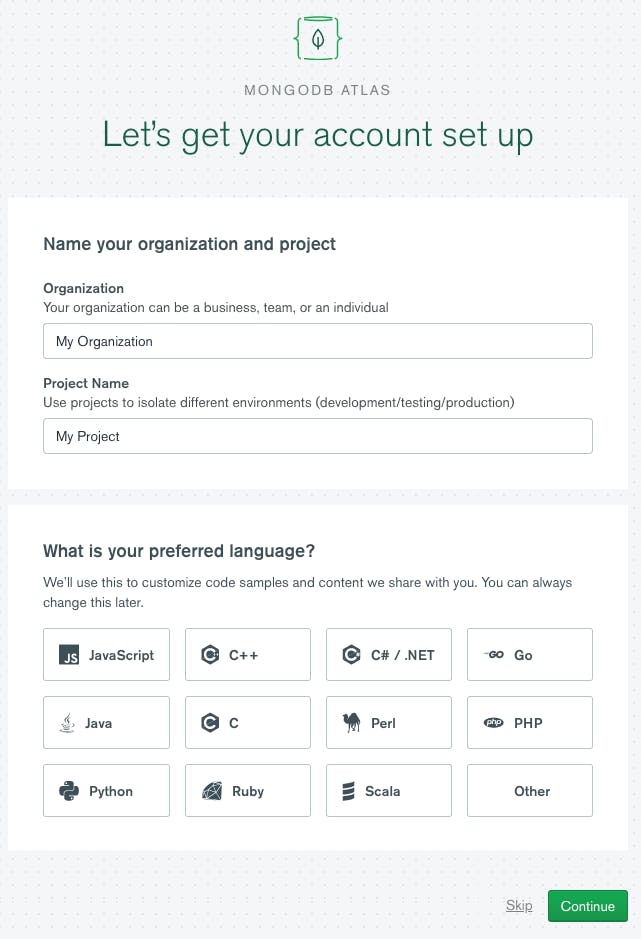 MONGODB ATLAS
Let's get your account set up
Name your organization and project
Organization
Your organization can be a business, team, or an individual
My Organization
Project Name
Use projects to isolate different environments (development/testing/production)
My Project
What is your preferred language?
We'll use this to customize code samples and content we share with you. You can always
change this later.
JS JavaScript
C++
C# / .NET
GO Go
Java
C C
Perl
php PHP
Python
Ruby
Scala
Other
Skip
Continue